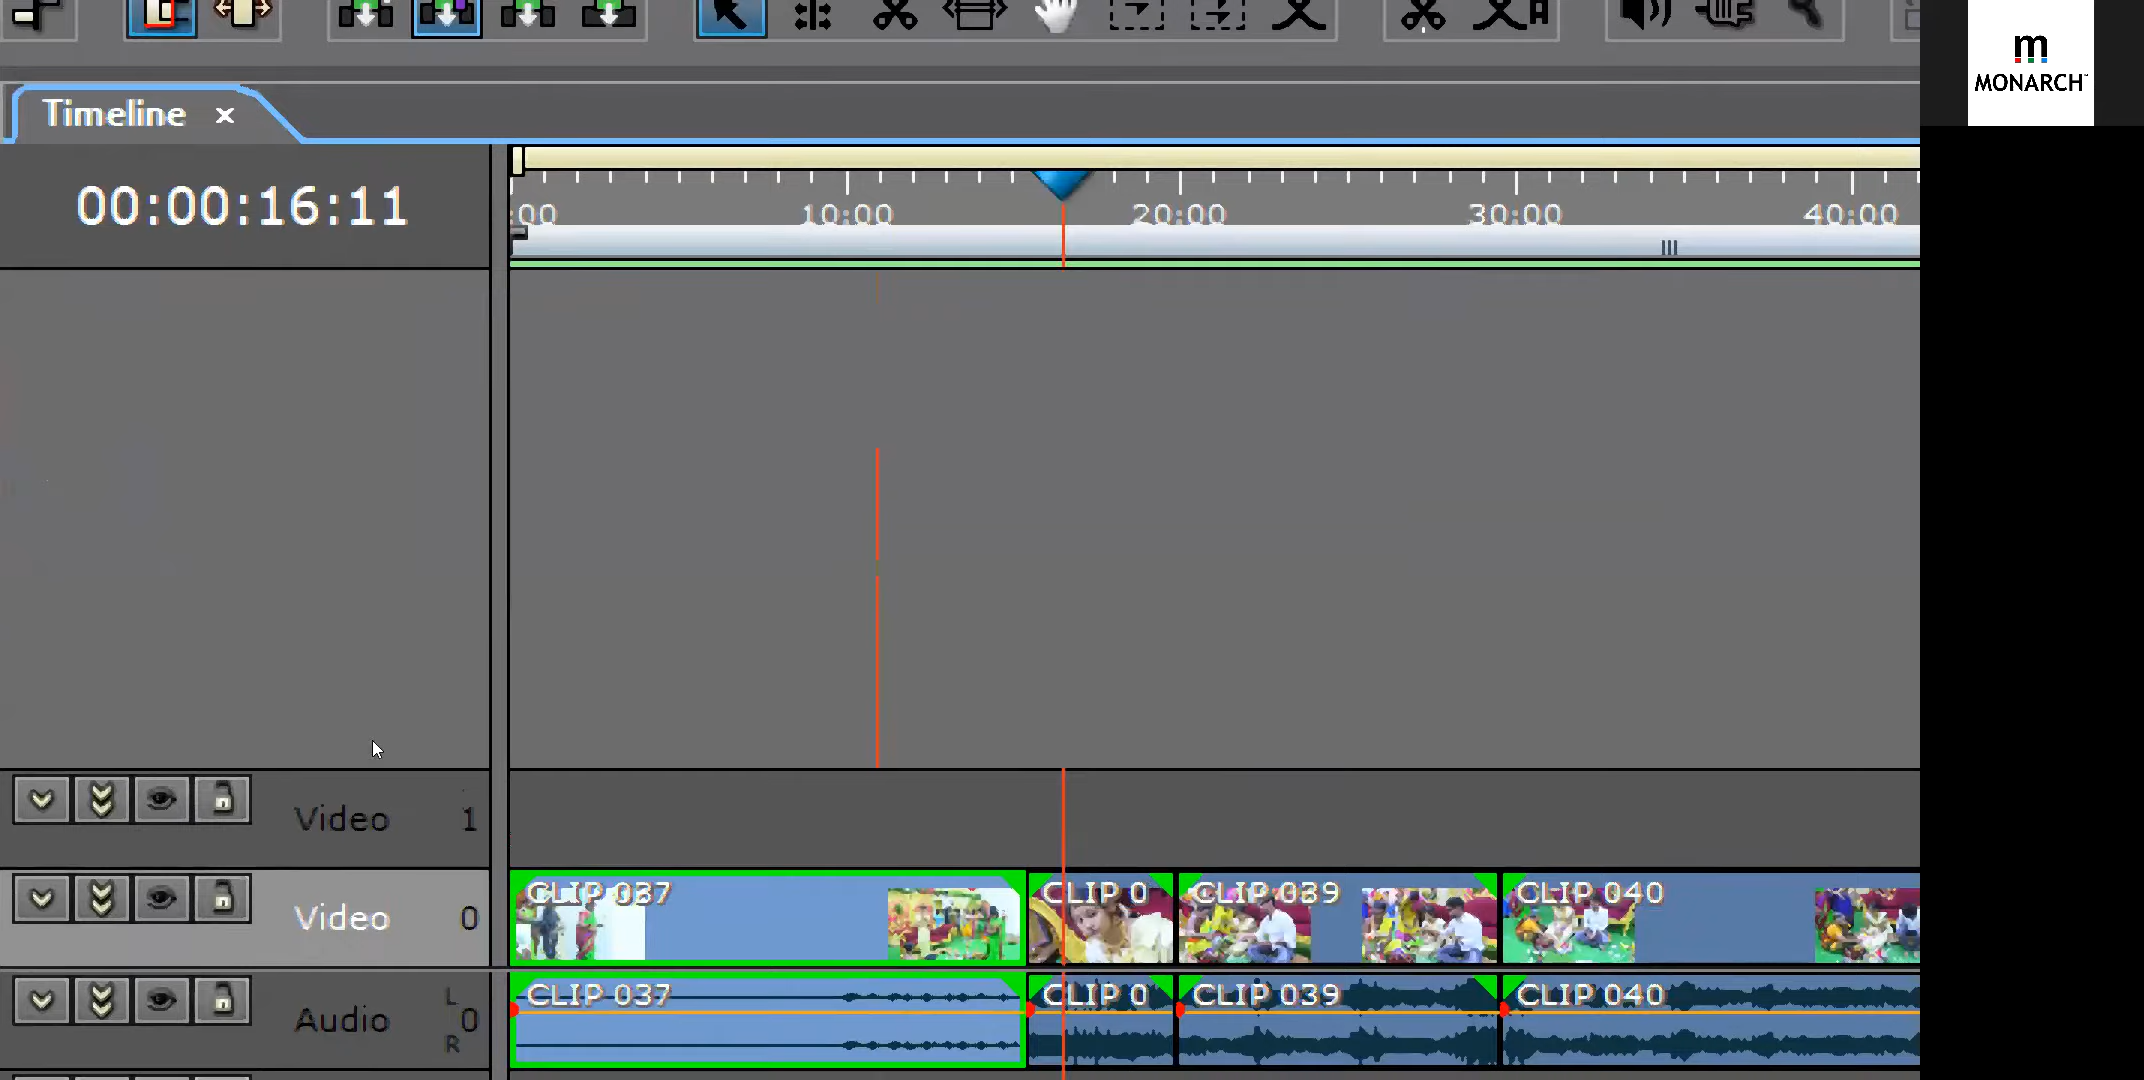 m
MONARCH
Timeline x
00:00:16:11
:00 10:00 20:00 30:00 40:00
Video 1
Video 0
CLIP 037 CLIP 0 CLIP 039 CLIP 040
Audio L 0 R
CLIP 037 CLIP 0 CLIP 039 CLIP 040